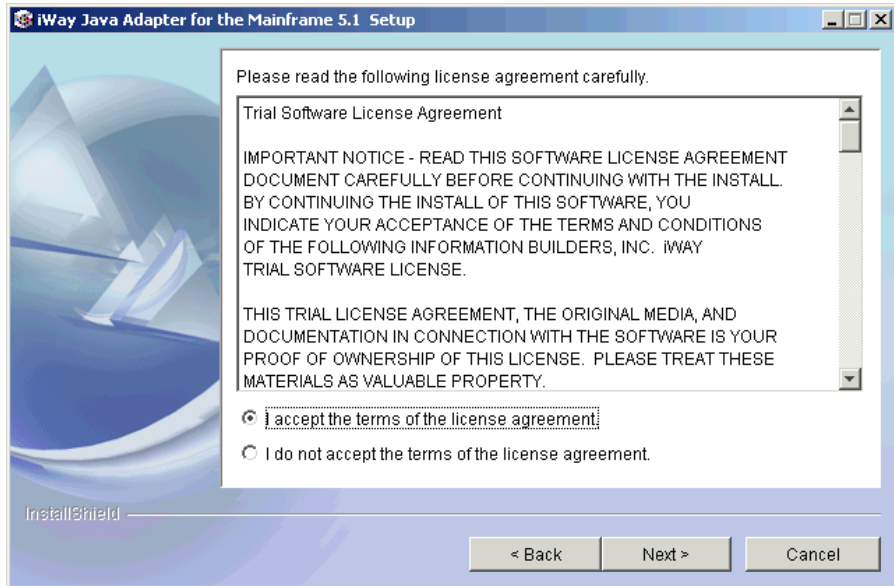 iWay Java Adapter for the Mainframe 5.1 Setup
Please read the following license agreement carefully.
Trial Software License Agreement
IMPORTANT NOTICE - READ THIS SOFTWARE LICENSE AGREEMENT
DOCUMENT CAREFULLY BEFORE CONTINUING WITH THE INSTALL.
BY CONTINUING THE INSTALL OF THIS SOFTWARE, YOU
INDICATE YOUR ACCEPTANCE OF THE TERMS AND CONDITIONS
OF THE FOLLOWING INFORMATION BUILDERS, INC. iWAY
TRIAL SOFTWARE LICENSE.
THIS TRIAL LICENSE AGREEMENT, THE ORIGINAL MEDIA, AND
DOCUMENTATION IN CONNECTION WITH THE SOFTWARE IS YOUR
PROOF OF OWNERSHIP OF THIS LICENSE. PLEASE TREAT THESE
MATERIALS AS VALUABLE PROPERTY.
I accept the terms of the license agreement.
I do not accept the terms of the license agreement.
InstallShield
< Back Next > Cancel